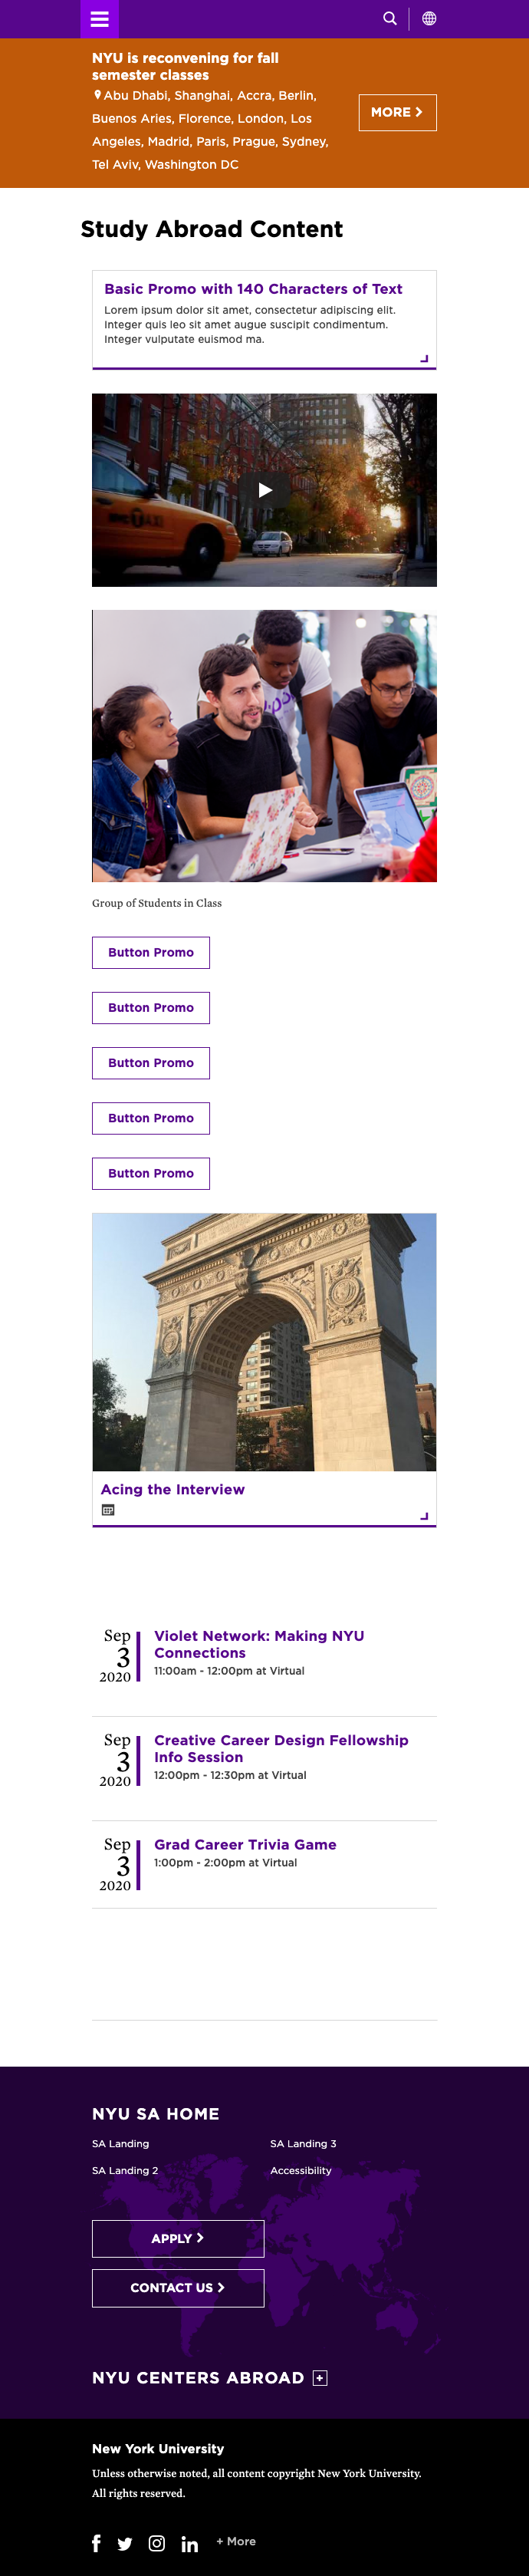 NYU is reconvening for fall
semester classes
Abu Dhabi, Shanghai, Accra, Berlin,
Buenos Aries, Florence, London, Los
Angeles, Madrid, Paris, Prague, Sydney,
Tel Aviv, Washington DC
MORE
Study Abroad Content
Basic Promo with 140 Characters of Text
Lorem ipsum dolor sit amet, consectetur adipiscing elit.
Integer quis leo sit amet augue suscipit condimentum.
Integer vulputate euismod ma.
Group of Students in Class
Button Promo
Button Promo
Button Promo
Button Promo
Button Promo
Acing the Interview
Sep
3
2020
Violet Network: Making NYU
Connections
11:00am - 12:00pm at Virtual
Sep
3
2020
Creative Career Design Fellowship
Info Session
12:00pm - 12:30pm at Virtual
Sep
3
2020
Grad Career Trivia Game
1:00pm - 2:00pm at Virtual
NYU SA HOME
SA Landing
SA Landing 3
SA Landing 2
Accessibility
APPLY
CONTACT US
NYU CENTERS ABROAD +
New York University
Unless otherwise noted, all content copyright New York University.
All rights reserved.
+ More